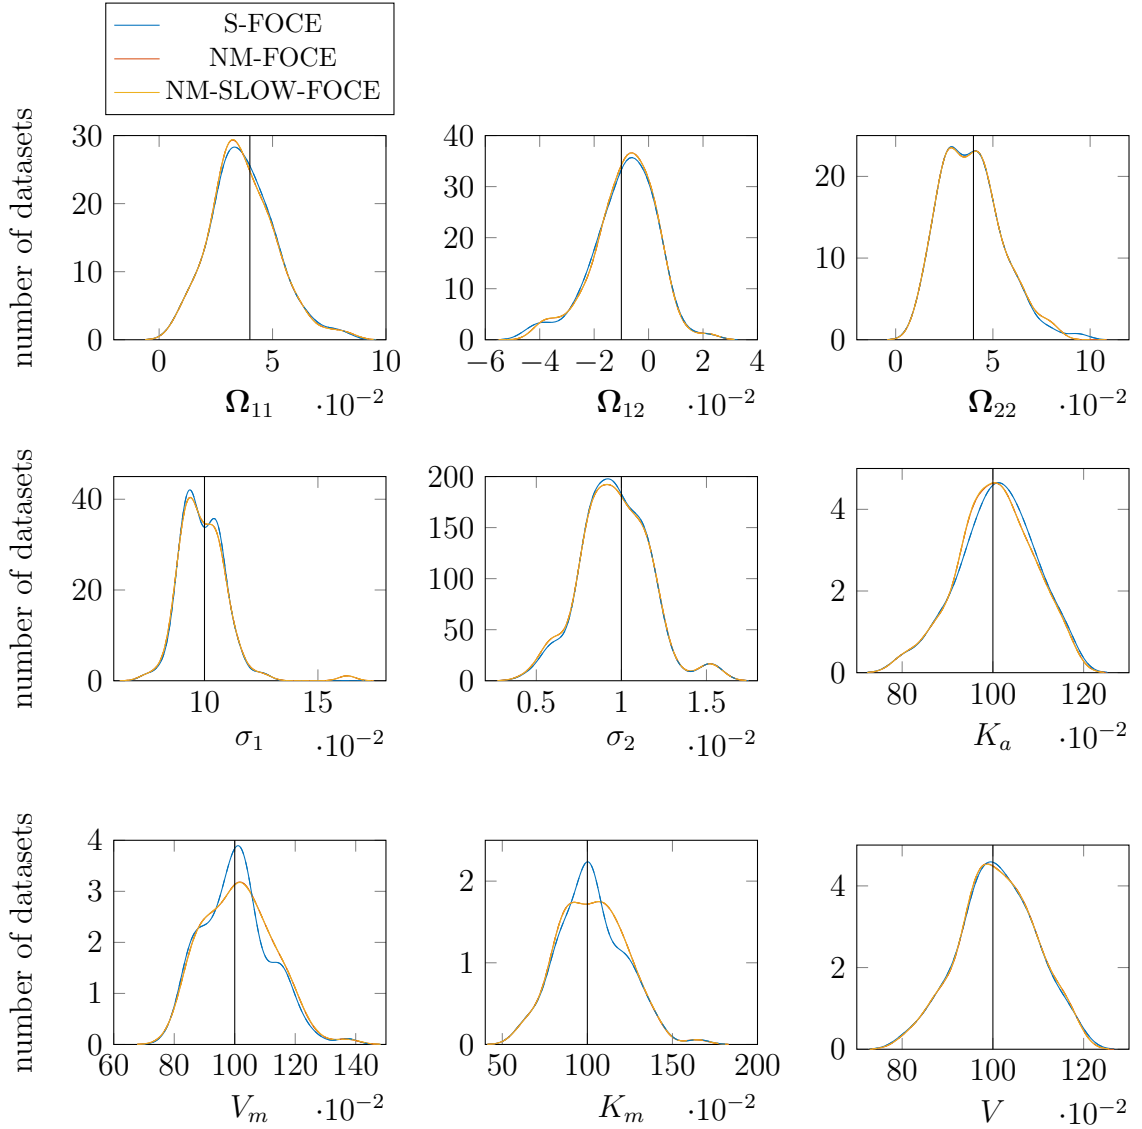 S-FOCE
NM-FOCE
NM-SLOW-FOCE
number of datasets
0 10 20 30
0 5 10
Ω11 ·10−2
0 10 20 30 40
−6 −4 −2 0 2 4
Ω12 ·10−2
0 10 20
0 5 10
Ω22 ·10−2
number of datasets
0 20 40
10 15
σ1 ·10−2
0 50 100 150 200
0.5 1 1.5
σ2 ·10−2
0 2 4
80 100 120
Ka ·10−2
number of datasets
0 1 2 3 4
60 80 100 120 140
Vm ·10−2
0 1 2
50 100 150 200
Km ·10−2
0 2 4
80 100 120
V ·10−2